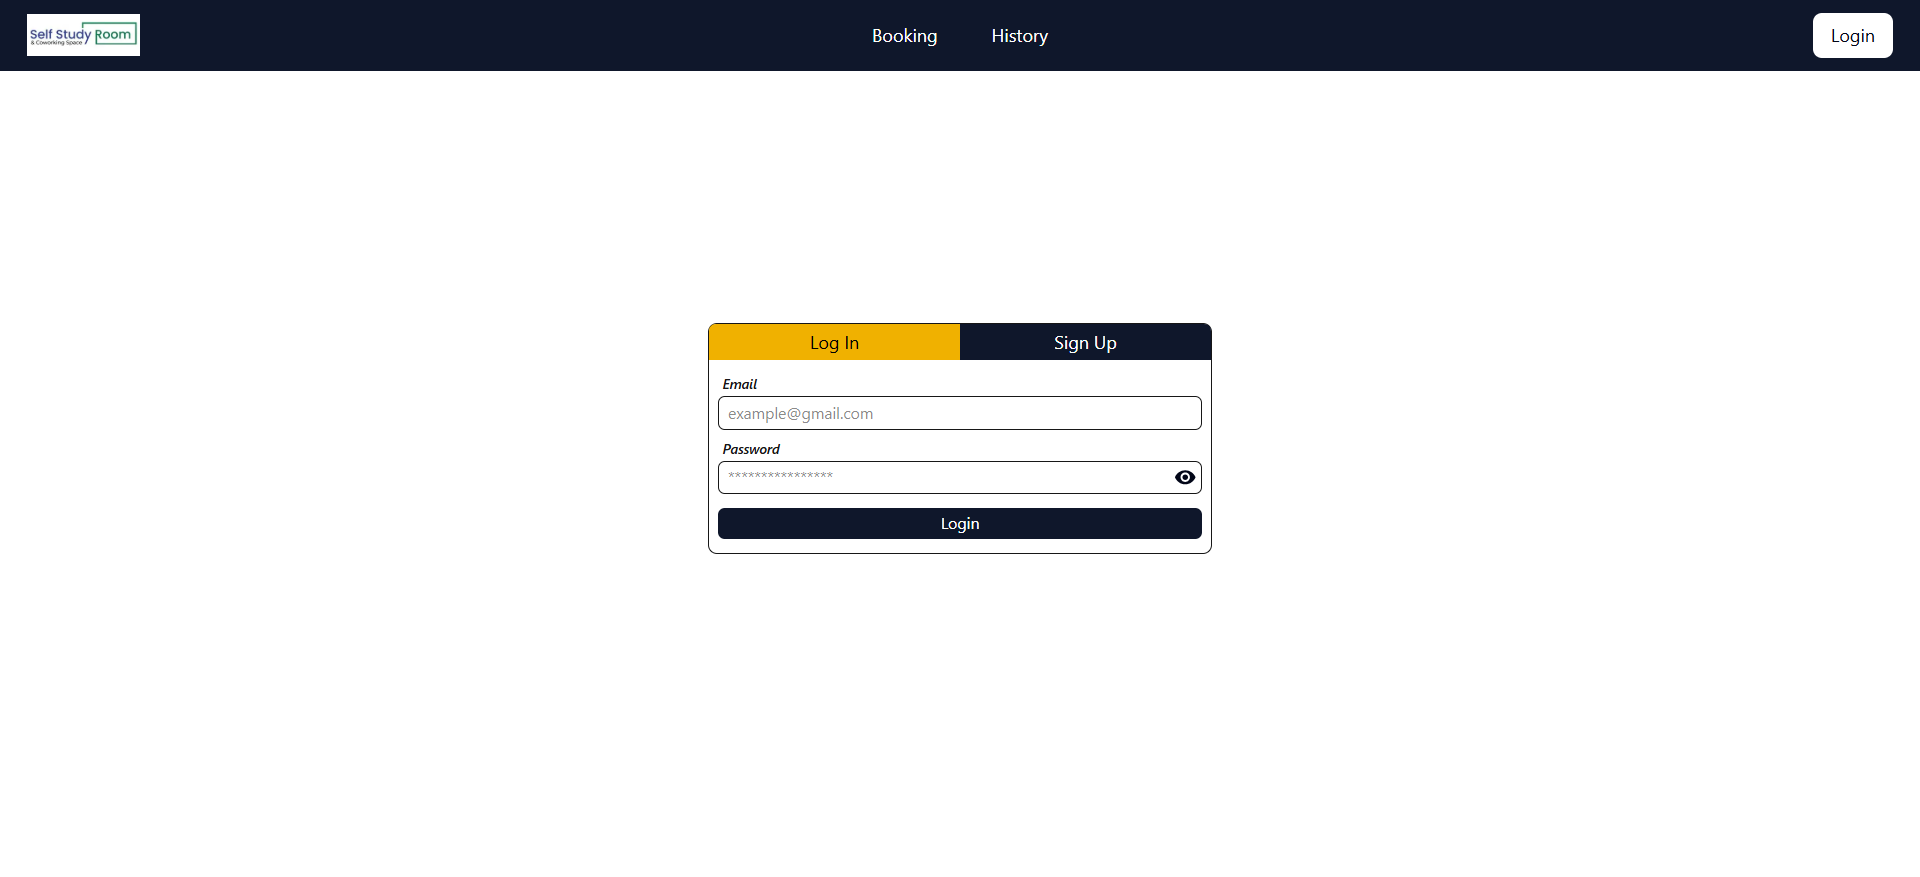 Self Study Room
& Coworking Space
Booking
History
Login
Log In
Sign Up
Email
example@gmail.com
Password
****************
Login